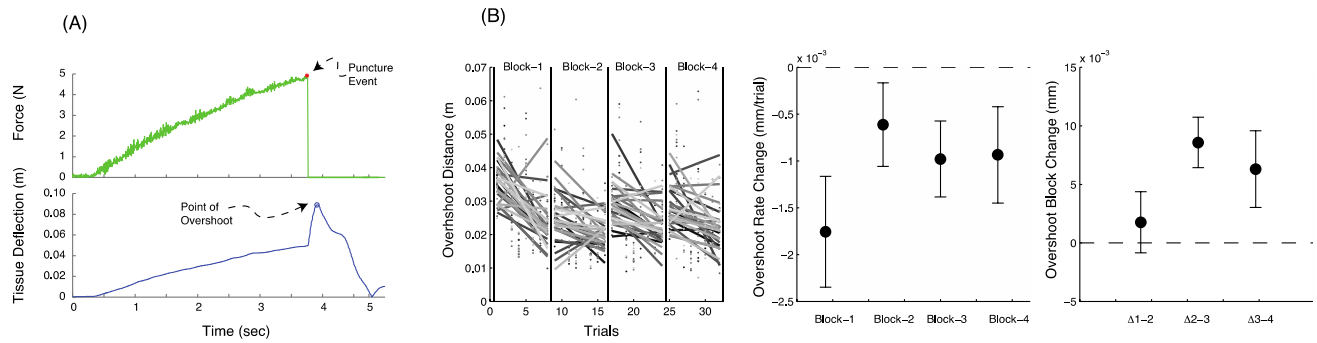 (A)
Force (N
5
4
3
2
1
0
Puncture
Event
Tissue Deflection (m)
0.10
0.08
0.06
0.04
0.02
0
Point of
Overshoot
0 1 2 3 4 5
Time (sec)
(B)
Overhsoot Distance (m
0.07
0.06
0.05
0.04
0.03
0.02
0,01
0
Block−1 Block−2 Block−3 Block−4
0 5 10 15 20 25 30
Trials
x 10−3
Overshoot Rate Change (mm/trial)
0
−0.5
−1
−1.5
−2
−2.5
Block−1 Block−2 Block−3 Block−4
x 10−3
Overshoot Block Change (mm)
15
10
5
0
−5
Δ1−2 Δ2−3 Δ3−4